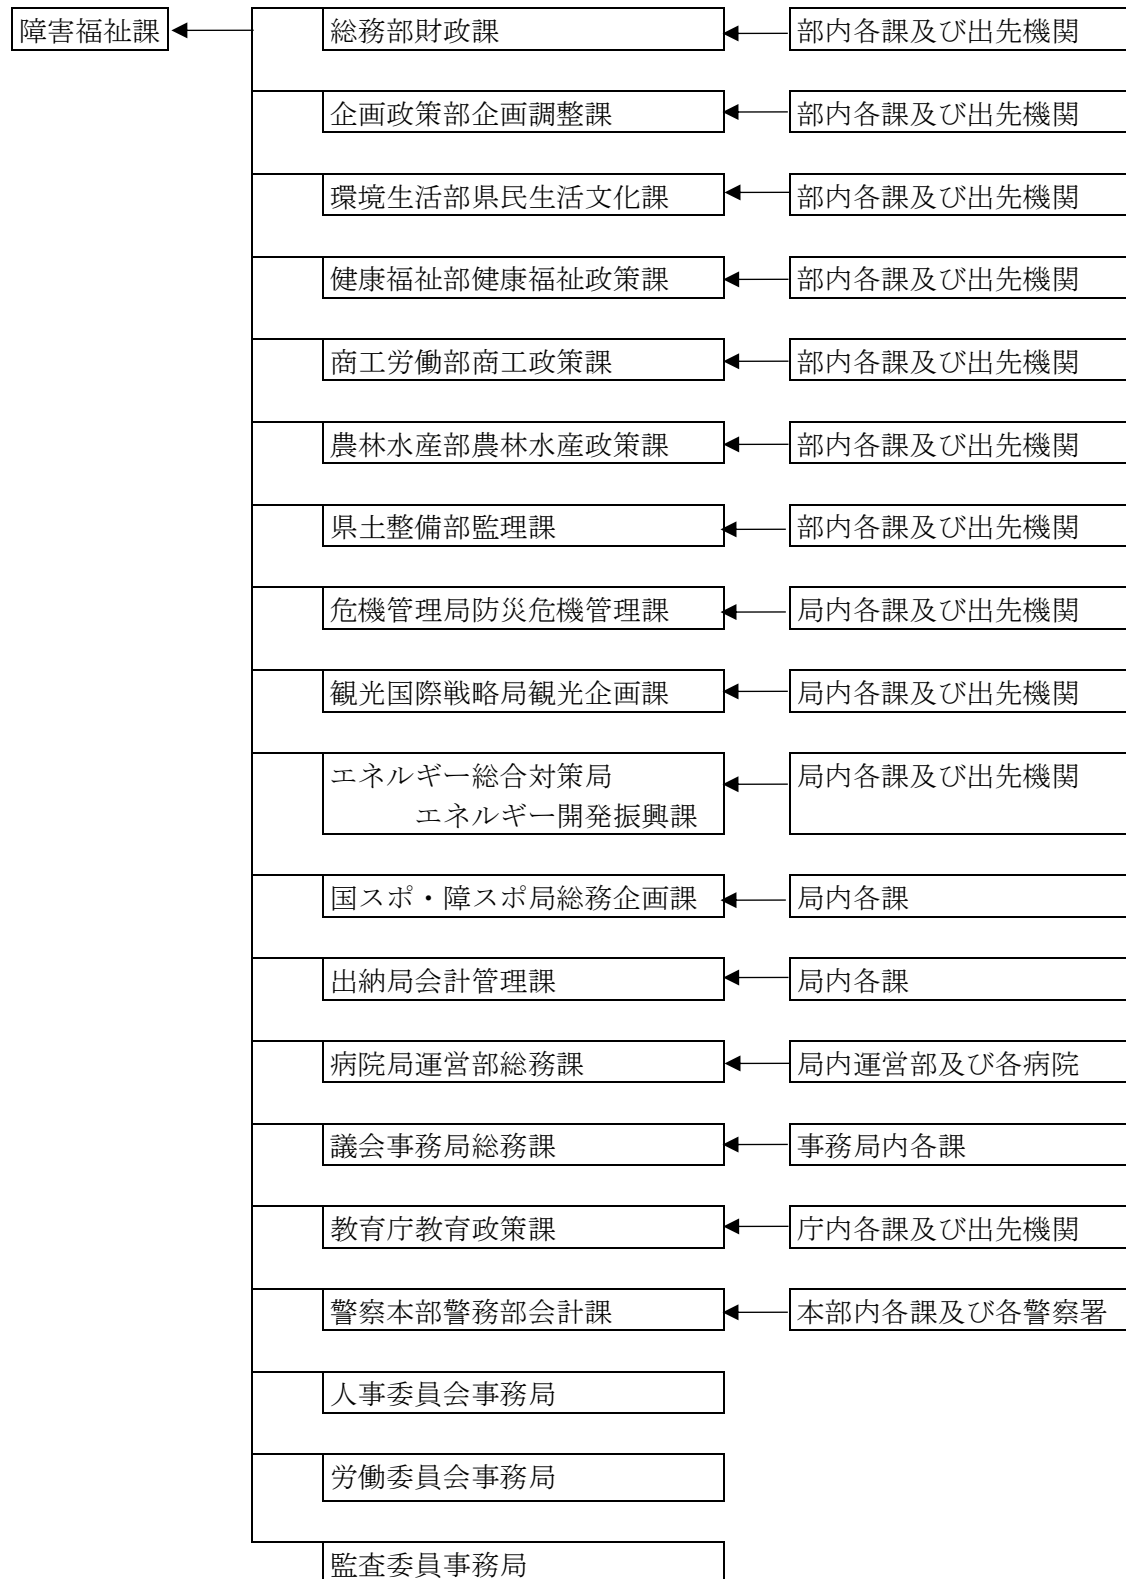 障害福祉課
総務部財政課
部内各課及び出先機関
企画政策部企画調整課
部内各課及び出先機関
環境生活部県民生活文化課
部内各課及び出先機関
健康福祉部健康福祉政策課
部内各課及び出先機関
商工労働部商工政策課
部内各課及び出先機関
農林水産部農林水産政策課
部内各課及び出先機関
県土整備部監理課
部内各課及び出先機関
危機管理局防災危機管理課
局内各課及び出先機関
観光国際戦略局観光企画課
局内各課及び出先機関
エネルギー総合対策局
エネルギー開発振興課
局内各課及び出先機関
国スポ・障スポ局総務企画課
局内各課
出納局会計管理課
局内各課
病院局運営部総務課
局内運営部及び各病院
議会事務局総務課
事務局内各課
教育庁教育政策課
庁内各課及び出先機関
警察本部警務部会計課
本部内各課及び各警察署
人事委員会事務局
労働委員会事務局
監査委員事務局